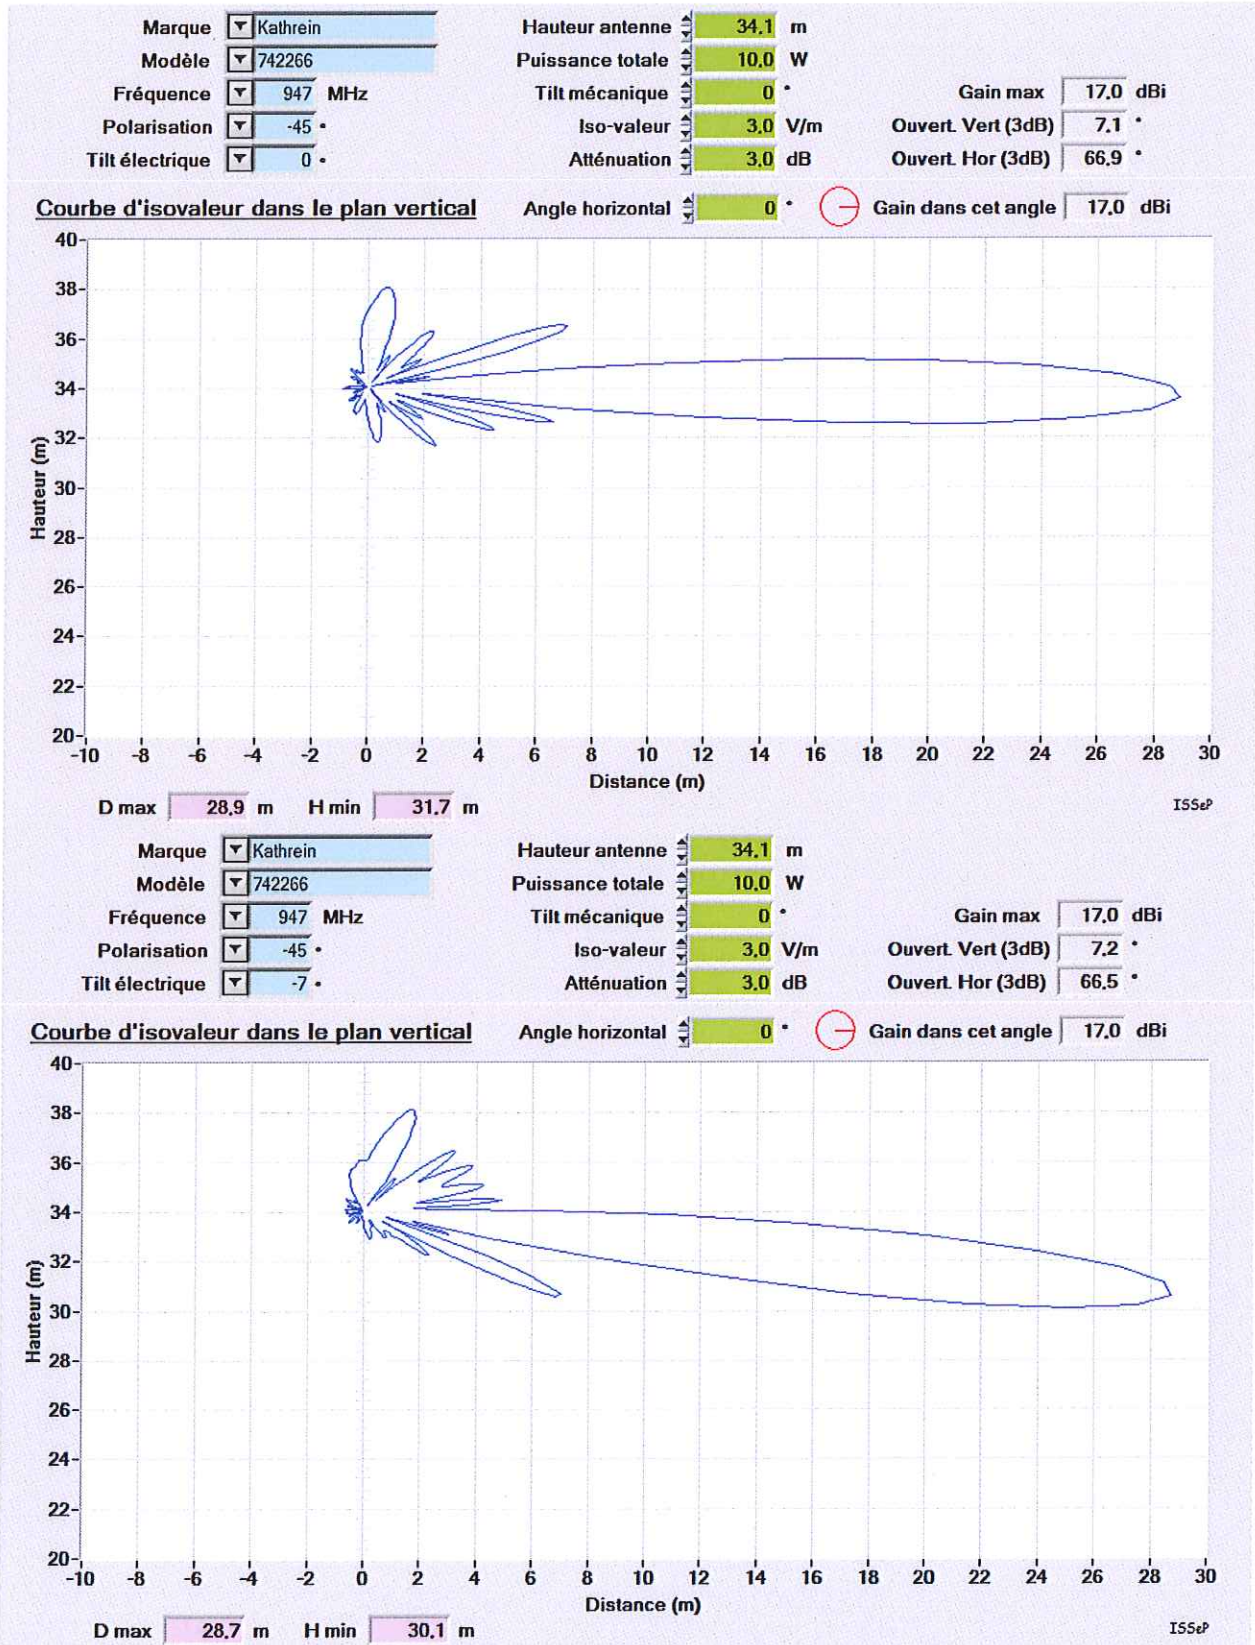 Marque Kathrein Hauteur antenne 34,1 m
Modèle 742266 Puissance totale 10,0 W
Fréquence 947 MHz Tilt mécanique 0 ° Gain max 17,0 dBi
Polarisation -45 ° Iso-valeur 3,0 V/m Ouvert. Vert (3dB) 7,1 °
Tilt électrique 0 ° Atténuation 3,0 dB Ouvert. Hor (3dB) 66,9 °
Courbe d'isovaleur dans le plan vertical Angle horizontal 0 ° Gain dans cet angle 17,0 dBi
40
38
36
34
32
30
28
26
24
22
20
Hauteur (m)
-10 -8 -6 -4 -2 0 2 4 6 8 10 12 14 16 18 20 22 24 26 28 30
Distance (m)
D max 28,9 m H min 31,7 m ISSeP
Marque Kathrein Hauteur antenne 34,1 m
Modèle 742266 Puissance totale 10,0 W
Fréquence 947 MHz Tilt mécanique 0 ° Gain max 17,0 dBi
Polarisation -45 ° Iso-valeur 3,0 V/m Ouvert. Vert (3dB) 7,2 °
Tilt électrique -7 ° Atténuation 3,0 dB Ouvert. Hor (3dB) 66,5 °
Courbe d'isovaleur dans le plan vertical Angle horizontal 0 ° Gain dans cet angle 17,0 dBi
40
38
36
34
32
30
28
26
24
22
20
Hauteur (m)
-10 -8 -6 -4 -2 0 2 4 6 8 10 12 14 16 18 20 22 24 26 28 30
Distance (m)
D max 28,7 m H min 30,1 m ISSeP